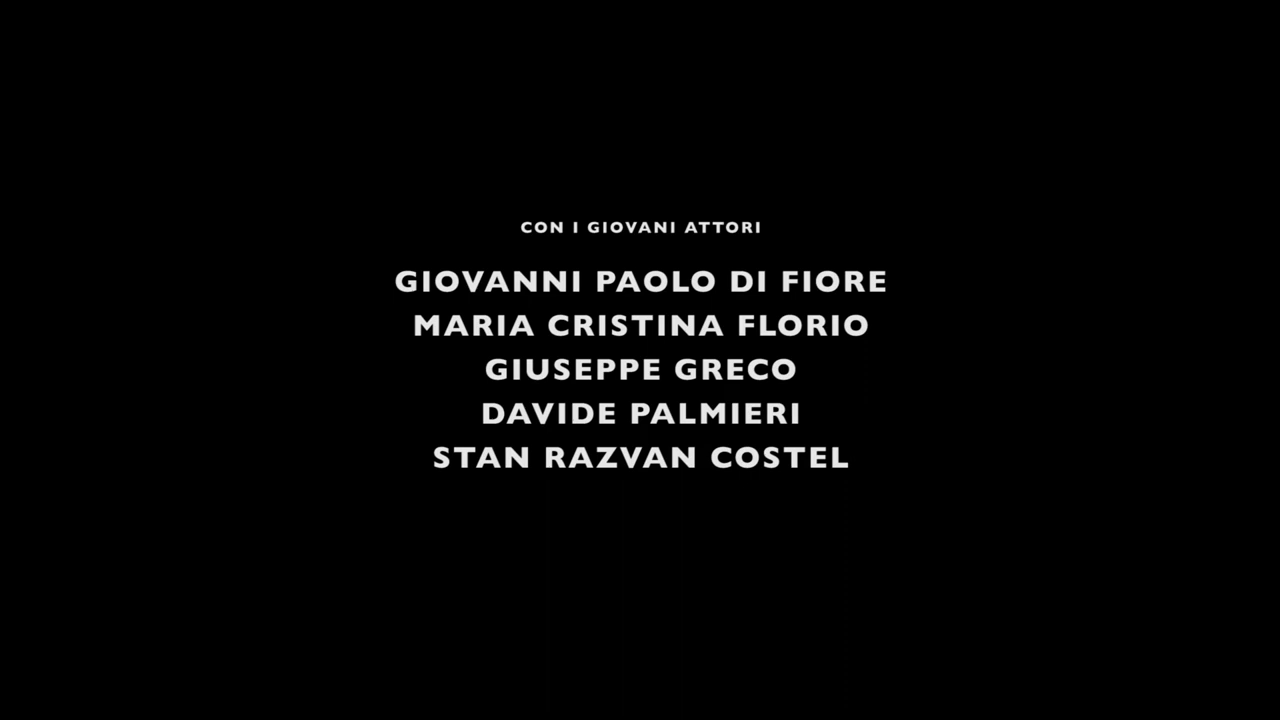 CON I GIOVANI ATTORI
GIOVANNI PAOLO DI FIORE
MARIA CRISTINA FLORIO
GIUSEPPE GRECO
DAVIDE PALMIERI
STAN RAZVAN COSTEL